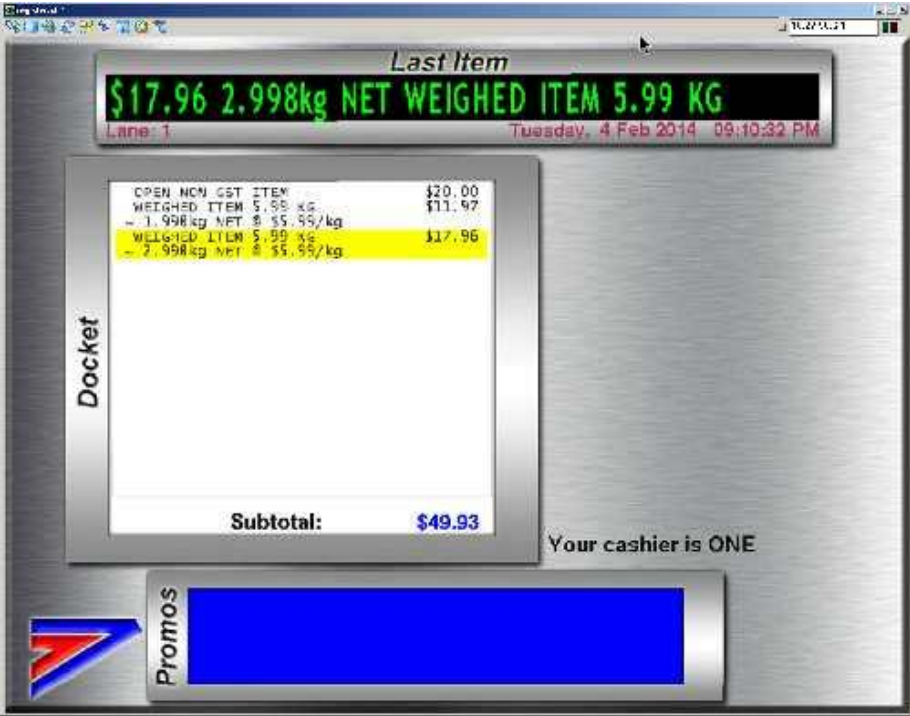 Last Item
$17.96 2.998kg NET WEIGHED ITEM 5.99 KG
Lane: 1 Tuesday, 4 Feb 2014 09:10:32 PM
OPEN NON GST ITEM $20.00
WEIGHED ITEM 5.99 KG $11.97
~ 1.998kg NET @ $5.99/kg
WEIGHED ITEM 5.99 KG $17.96
~ 2.998kg NET @ $5.99/kg
Docket
Subtotal: $49.93
Your cashier is ONE
Promos